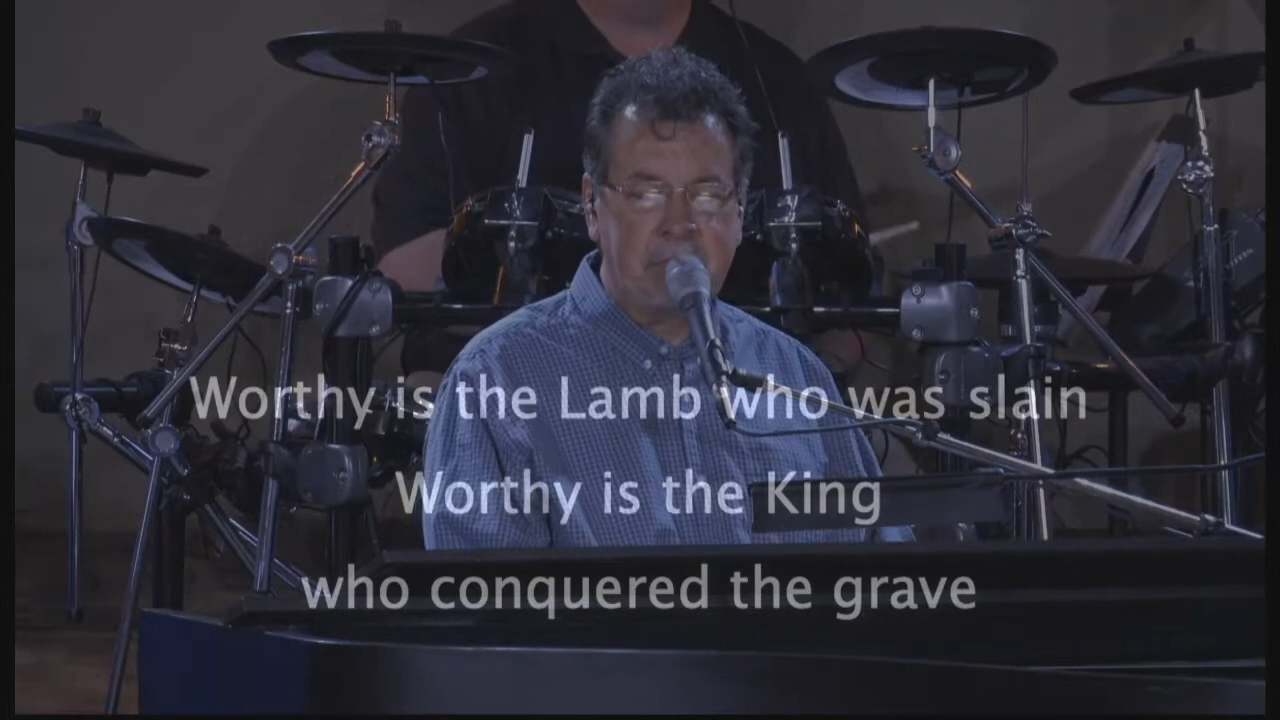 Worthy is the Lamb who was slain
Worthy is the King
who conquered the grave